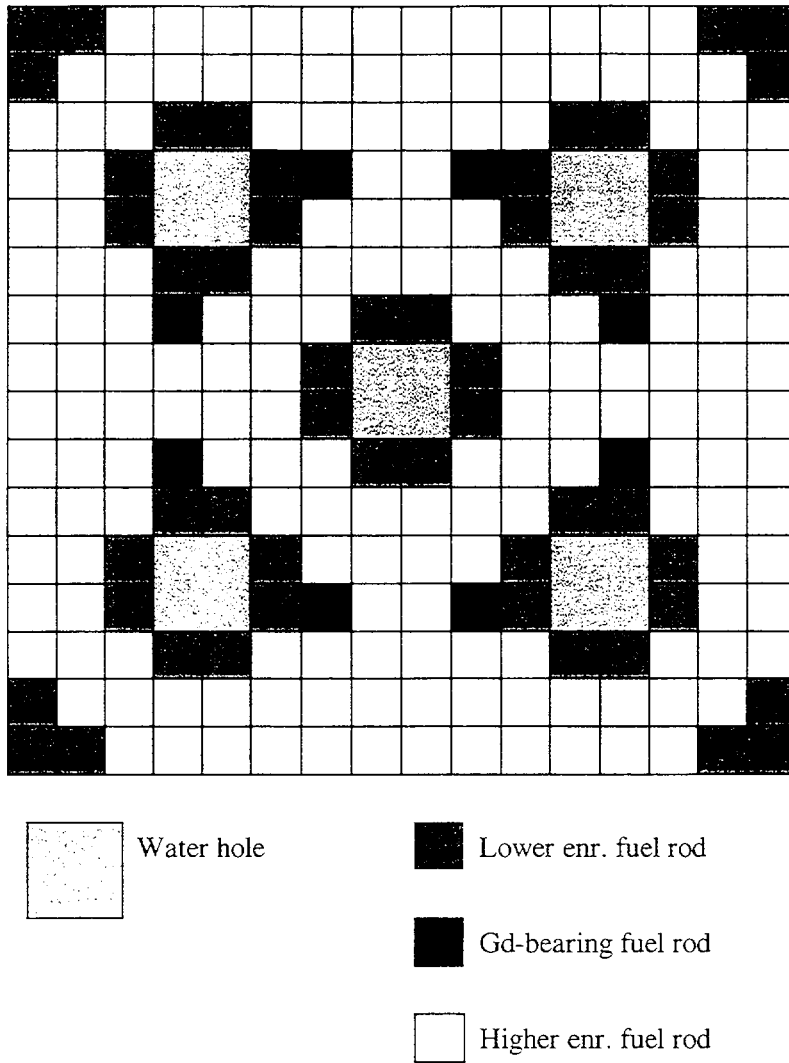 Water hole
Lower enr. fuel rod
Gd-bearing fuel rod
Higher enr. fuel rod